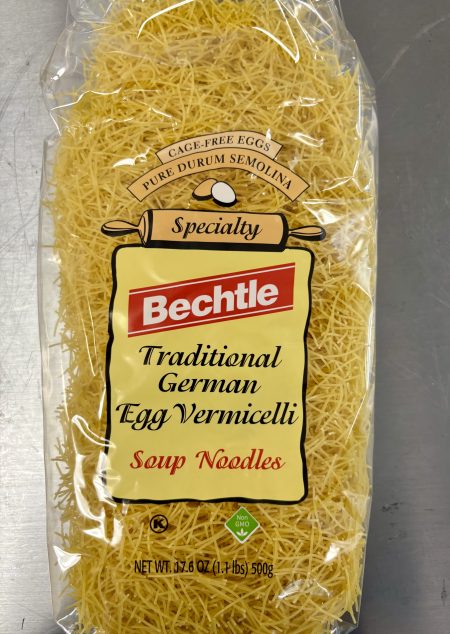 CAGE-FREE EGGS
PURE DURUM SEMOLINA
Specialty
Bechtle
Traditional
German
Egg Vermicelli
Soup Noodles
K
Non
GMO
NET WT. 17.6 OZ (1.1 lbs) 500g